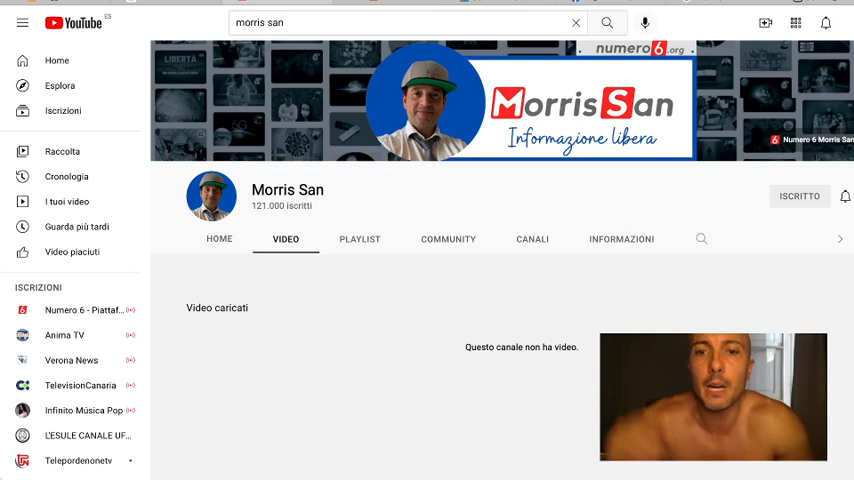 YouTube ES
morris san
Home
Esplora
Iscrizioni
Raccolta
Cronologia
I tuoi video
Guarda più tardi
Video piaciuti
ISCRIZIONI
Numero 6 - Piattaf...
Anima TV
Verona News
TelevisionCanaria
Infinito Música Pop
L'ESULE CANALE UF...
Telepordenonetv
LIBERTÀ
5G
numero6.org
MorrisSan
Informazione libera
6 Numero 6 Morris San
Morris San
121.000 iscritti
ISCRITTO
HOME
VIDEO
PLAYLIST
COMMUNITY
CANALI
INFORMAZIONI
Video caricati
Questo canale non ha video.